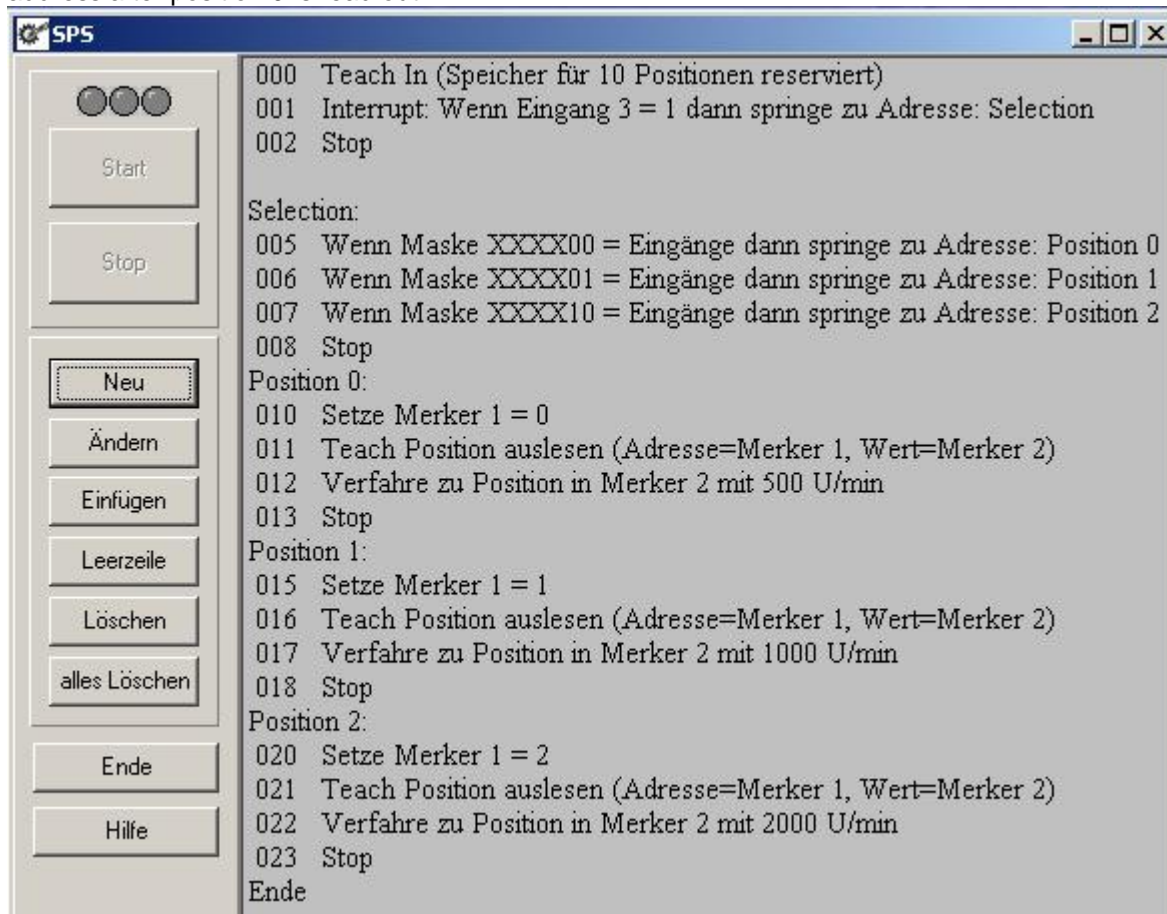 SPS
Start
Stop
Neu
Ändern
Einfügen
Leerzeile
Löschen
alles Löschen
Ende
Hilfe
000 Teach In (Speicher für 10 Positionen reserviert)
001 Interrupt: Wenn Eingang 3 = 1 dann springe zu Adresse: Selection
002 Stop
Selection:
005 Wenn Maske XXXX00 = Eingänge dann springe zu Adresse: Position 0
006 Wenn Maske XXXX01 = Eingänge dann springe zu Adresse: Position 1
007 Wenn Maske XXXX10 = Eingänge dann springe zu Adresse: Position 2
008 Stop
Position 0:
010 Setze Merker 1 = 0
011 Teach Position auslesen (Adresse=Merker 1, Wert=Merker 2)
012 Verfahre zu Position in Merker 2 mit 500 U/min
013 Stop
Position 1:
015 Setze Merker 1 = 1
016 Teach Position auslesen (Adresse=Merker 1, Wert=Merker 2)
017 Verfahre zu Position in Merker 2 mit 1000 U/min
018 Stop
Position 2:
020 Setze Merker 1 = 2
021 Teach Position auslesen (Adresse=Merker 1, Wert=Merker 2)
022 Verfahre zu Position in Merker 2 mit 2000 U/min
023 Stop
Ende